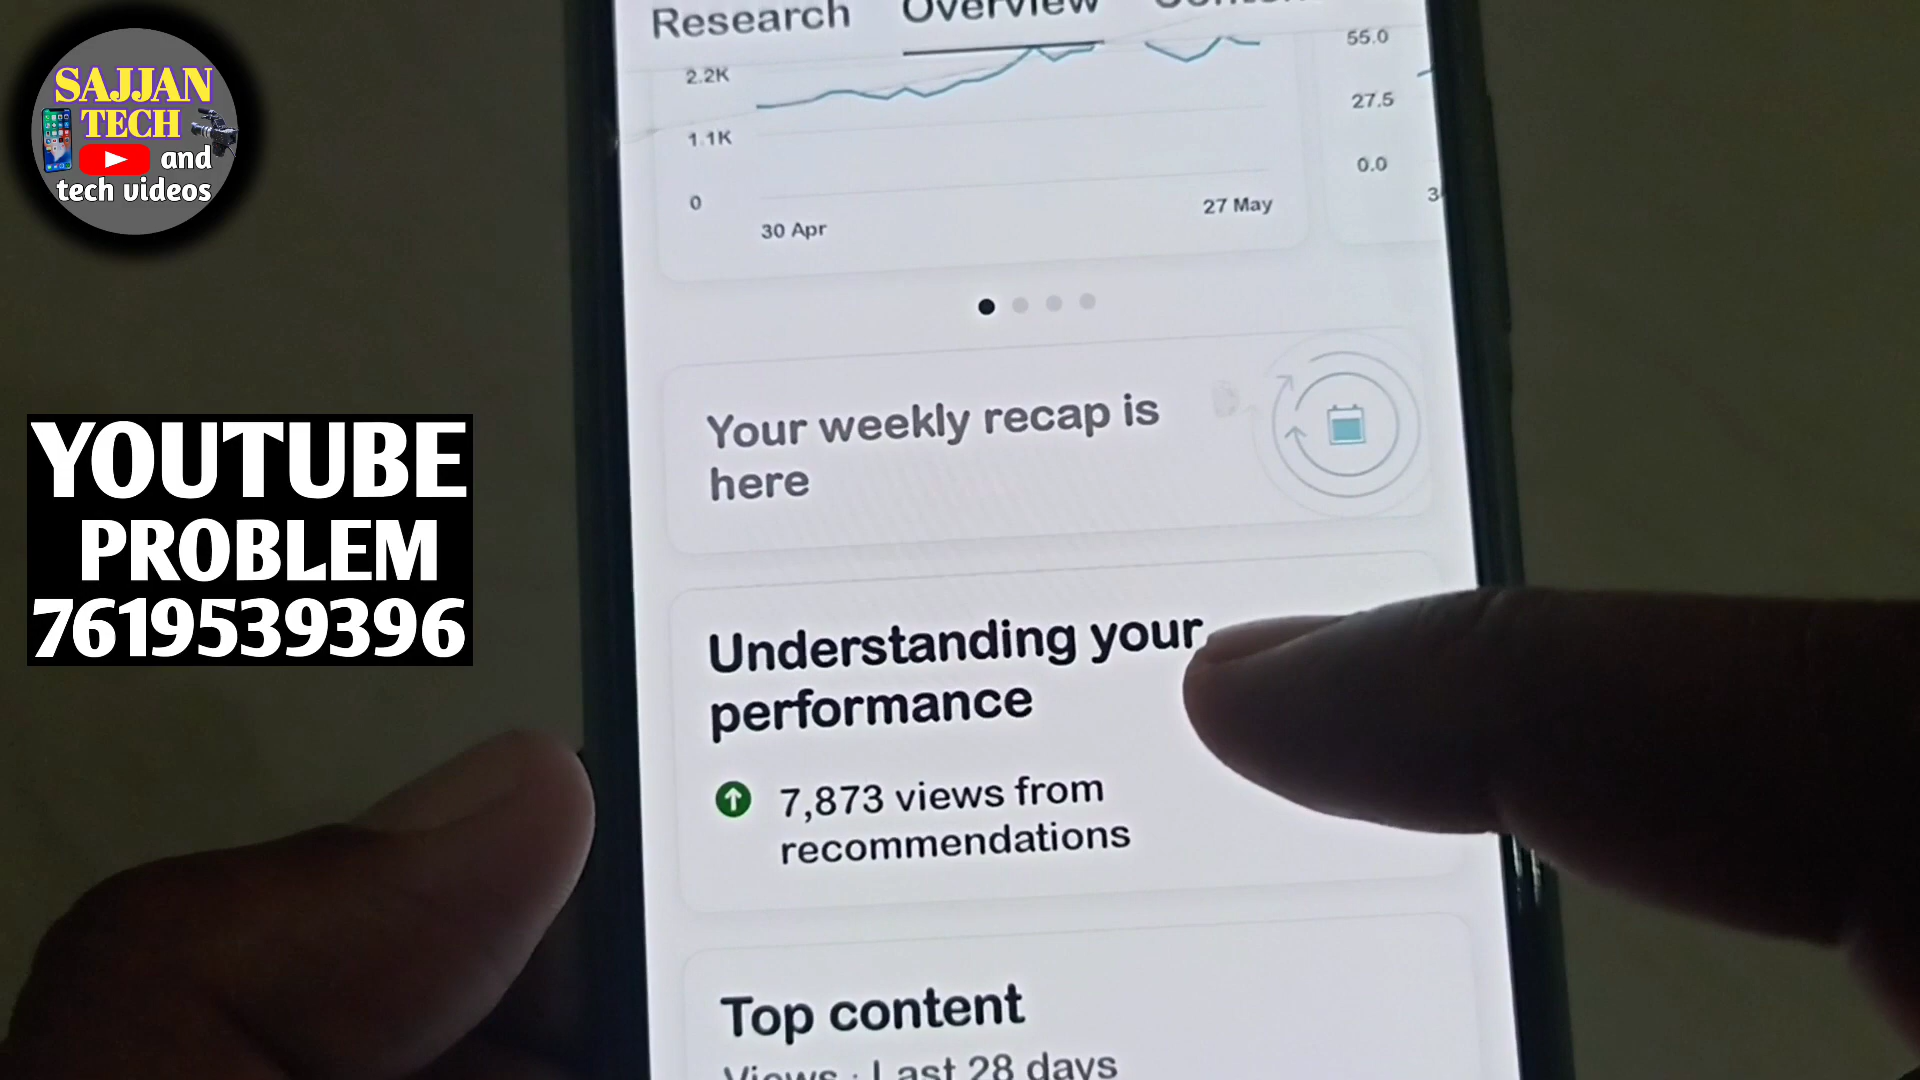 SAJJAN
TECH
and
tech videos
YOUTUBE
PROBLEM
7619539396
Research Overview
2.2K
1.1K
0
30 Apr
27 May
55.0
27.5
0.0
Your weekly recap is
here
Understanding your
performance
7,873 views from
recommendations
Top content
Views · Last 28 days